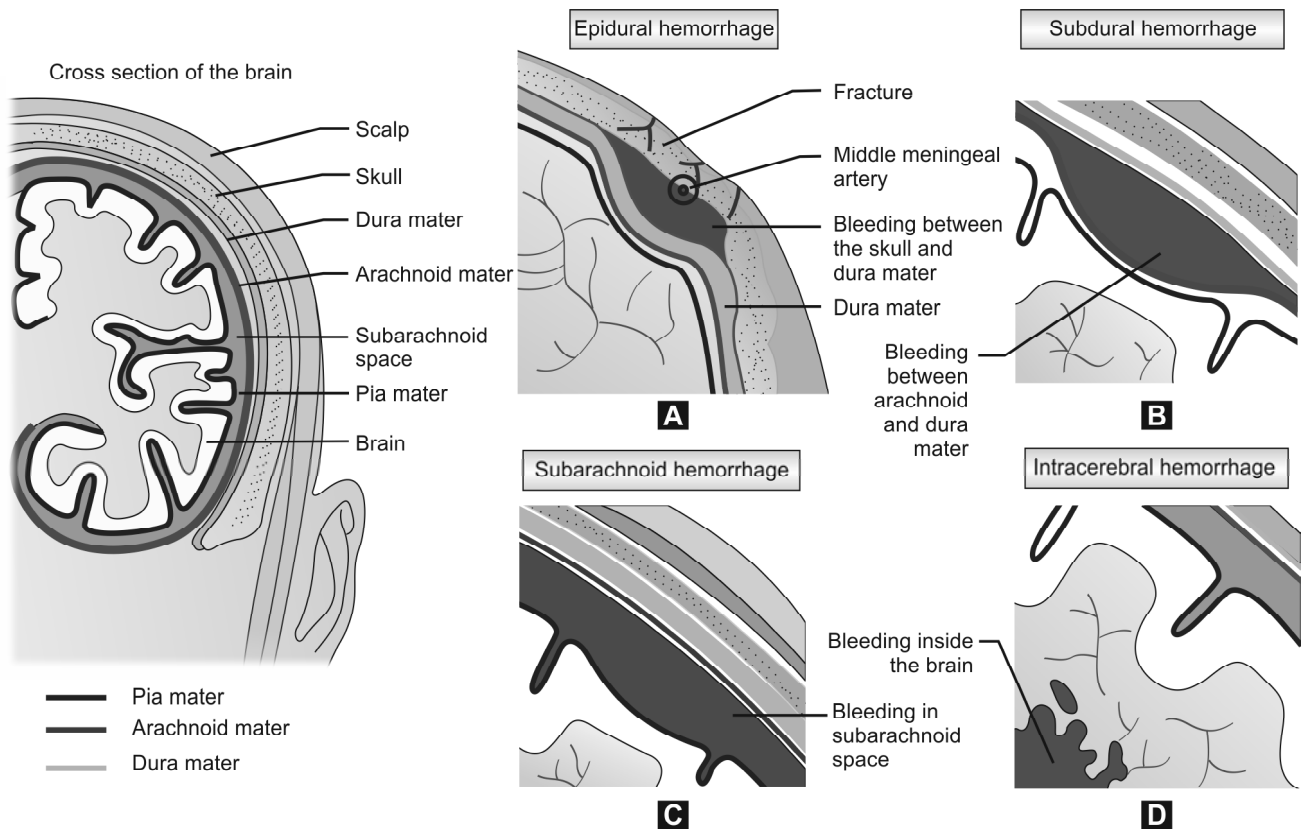 Cross section of the brain
Scalp
Skull
Dura mater
Arachnoid mater
Subarachnoid
space
Pia mater
Brain
Pia mater
Arachnoid mater
Dura mater
Epidural hemorrhage
Fracture
Middle meningeal
artery
Bleeding between
the skull and
dura mater
Dura mater
A
Subdural hemorrhage
Bleeding
between
arachnoid
and dura
mater
B
Subarachnoid hemorrhage
Bleeding in
subarachnoid
space
C
Intracerebral hemorrhage
Bleeding inside
the brain
D